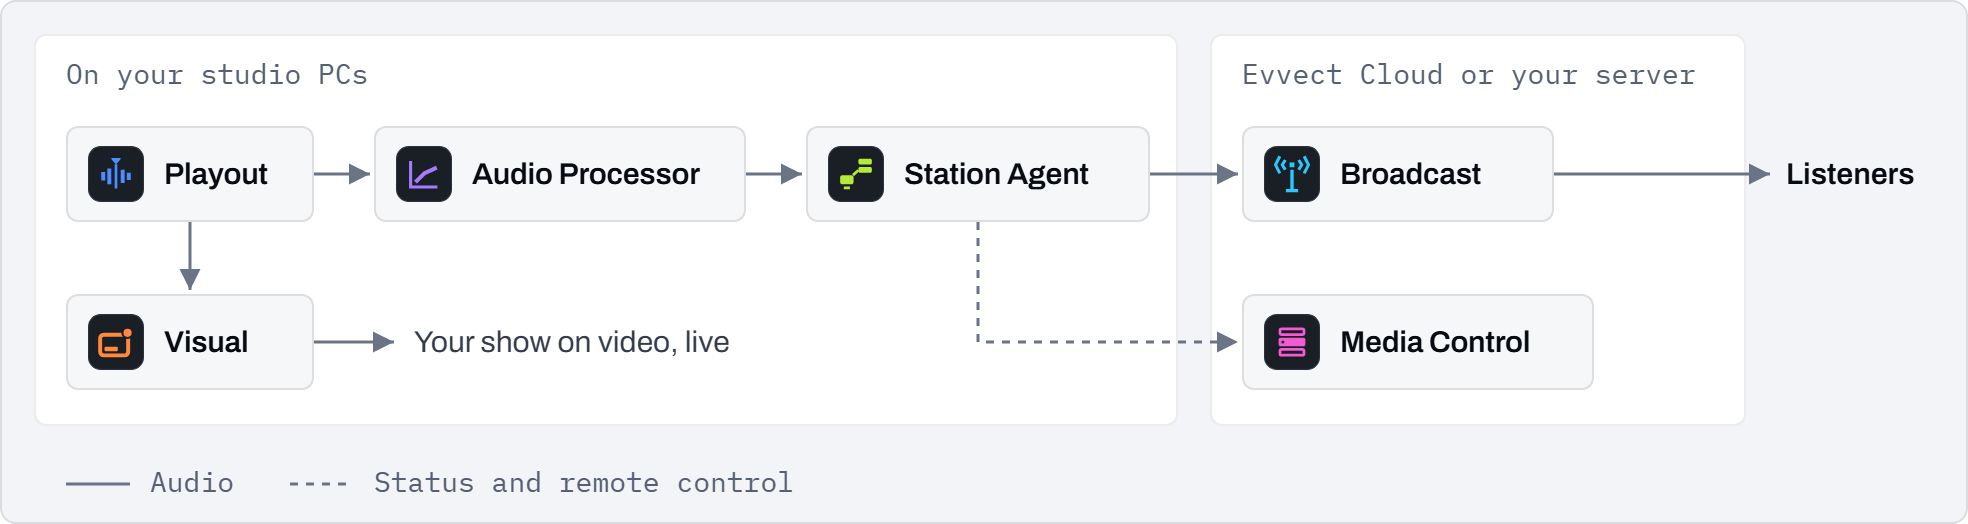 On your studio PCs
Evvect Cloud or your server
Playout
Audio Processor
Station Agent
Broadcast
Listeners
Visual
Your show on video, live
Media Control
Audio
Status and remote control